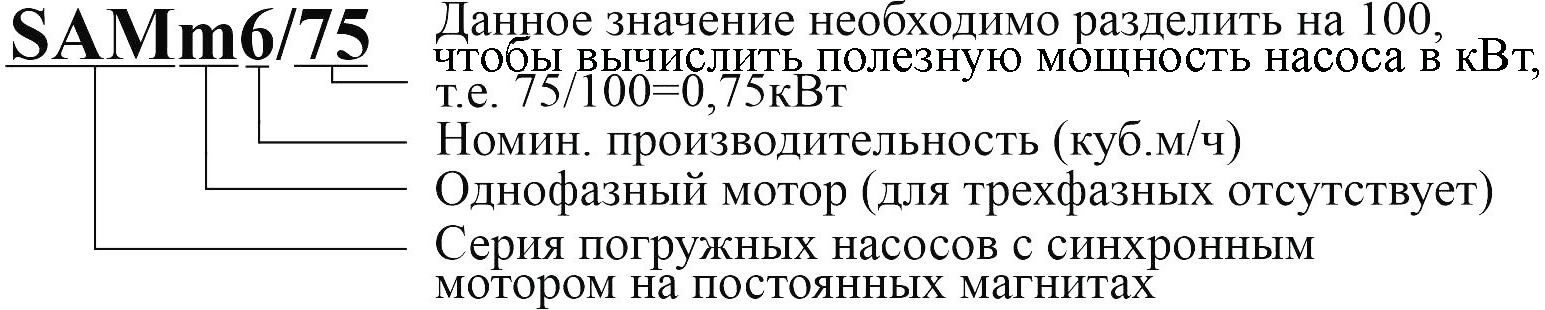 SAMm6/75
Данное значение необходимо разделить на 100,
чтобы вычислить полезную мощность насоса в кВт,
т.е. 75/100=0,75кВт
Номин. производительность (куб.м/ч)
Однофазный мотор (для трехфазных отсутствует)
Серия погружных насосов с синхронным
мотором на постоянных магнитах